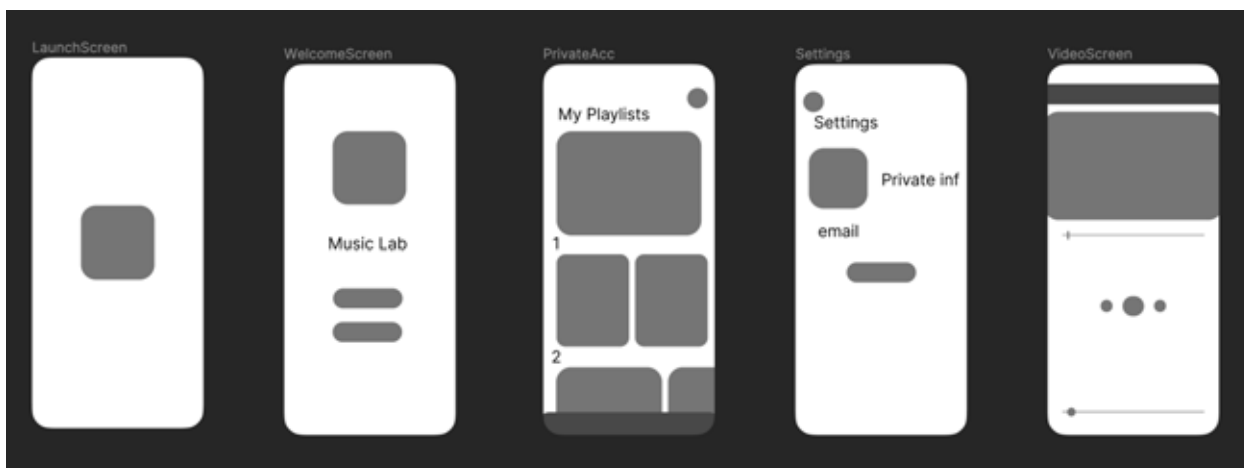 LaunchScreen
WelcomeScreen
Music Lab
PrivateAcc
My Playlists
1
2
Settings
Settings
Private inf
email
VideoScreen